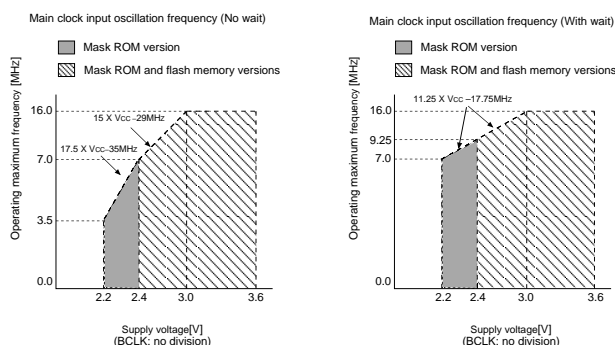 Main clock input oscillation frequency (No wait)
Mask ROM version
Mask ROM and flash memory versions
Operating maximum frequency [MHz]
16.0
7.0
3.5
0.0
15 X Vcc–29MHz
17.5 X Vcc–35MHz
2.2
2.4
3.0
3.6
Supply voltage[V]
(BCLK: no division)
Main clock input oscillation frequency (With wait)
Mask ROM version
Mask ROM and flash memory versions
Operating maximum frequency [MHz]
16.0
9.25
7.0
0.0
11.25 X Vcc –17.75MHz
2.2
2.4
3.0
3.6
Supply voltage[V]
(BCLK: no division)